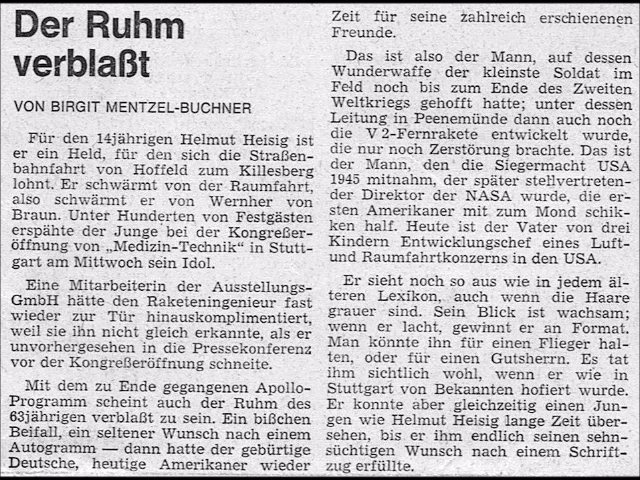 Der Ruhm
verblaßt
VON BIRGIT MENTZEL-BUCHNER
Für den 14jährigen Helmut Heisig ist
er ein Held, für den sich die Straßen-
bahnfahrt von Hoffeld zum Killesberg
lohnt. Er schwärmt von der Raumfahrt,
also schwärmt er von Wernher von
Braun. Unter Hunderten von Festgästen
erspähte der Junge bei der Kongreßer-
öffnung von „Medizin-Technik" in Stutt-
gart am Mittwoch sein Idol.
Eine Mitarbeiterin der Ausstellungs-
GmbH hätte den Raketeningenieur fast
wieder zur Tür hinauskomplimentiert,
weil sie ihn nicht gleich erkannte, als er
unvorhergesehen in die Pressekonferenz
vor der Kongreßeröffnung schneite.
Mit dem zu Ende gegangenen Apollo-
Programm scheint auch der Ruhm des
63jährigen verblaßt zu sein. Ein bißchen
Beifall, ein seltener Wunsch nach einem
Autogramm — dann hatte der gebürtige
Deutsche, heutige Amerikaner wieder
Zeit für seine zahlreich erschienenen
Freunde.
Das ist also der Mann, auf dessen
Wunderwaffe der kleinste Soldat im
Feld noch bis zum Ende des Zweiten
Weltkriegs gehofft hatte; unter dessen
Leitung in Peenemünde dann auch noch
die V 2-Fernrakete entwickelt wurde,
die nur noch Zerstörung brachte. Das ist
der Mann, den die Siegermacht USA
1945 mitnahm, der später stellvertreten-
der Direktor der NASA wurde, die er-
sten Amerikaner mit zum Mond schik-
ken half. Heute ist der Vater von drei
Kindern Entwicklungschef eines Luft-
und Raumfahrtkonzerns in den USA.
Er sieht noch so aus wie in jedem äl-
teren Lexikon, auch wenn die Haare
grauer sind. Sein Blick ist wachsam;
wenn er lacht, gewinnt er an Format.
Man könnte ihn für einen Flieger hal-
ten, oder für einen Gutsherrn. Es tat
ihm sichtlich wohl, wenn er wie in
Stuttgart von Bekannten hofiert wurde.
Er konnte aber gleichzeitig einen Jun-
gen wie Helmut Heisig lange Zeit über-
sehen, bis er ihm endlich seinen sehn-
süchtigen Wunsch nach einem Schrift-
zug erfüllte.